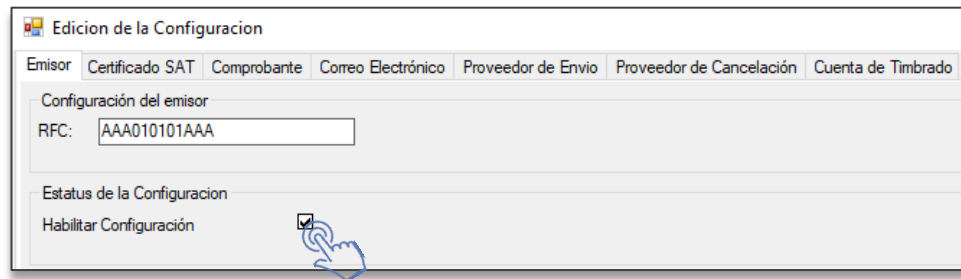 Edicion de la Configuracion
Emisor Certificado SAT Comprobante Correo Electrónico Proveedor de Envio Proveedor de Cancelación Cuenta de Timbrado
Configuración del emisor
RFC: AAA010101AAA
Estatus de la Configuracion
Habilitar Configuración